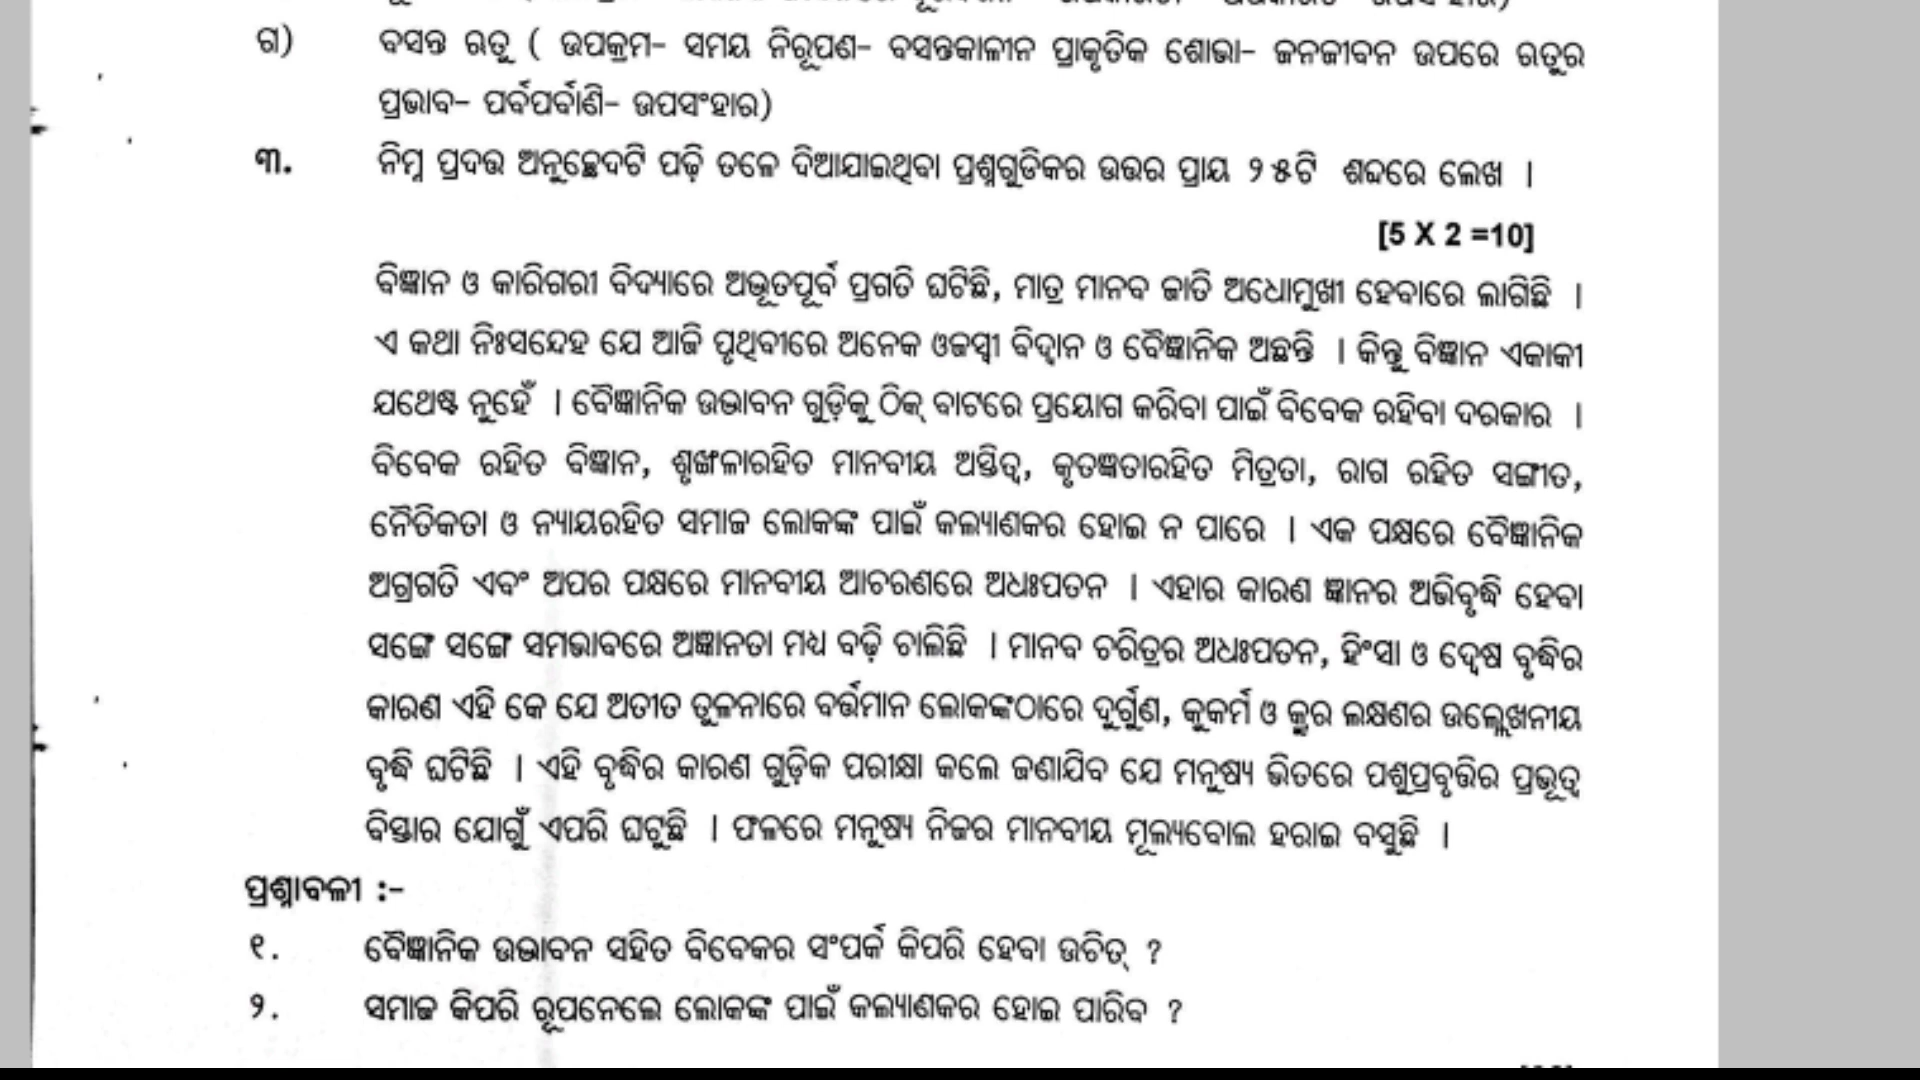 ଗ) ବସନ୍ତ ଋତୁ ( ଉପକ୍ରମ- ସମୟ ନିରୂପଣ- ବସନ୍ତକାଳୀନ ପ୍ରାକୃତିକ ଶୋଭା- ଜନଜୀବନ ଉପରେ ଋତୁର
ପ୍ରଭାବ- ପର୍ବପର୍ବାଣି- ଉପସଂହାର)
୩. ନିମ୍ନ ପ୍ରଦତ୍ତ ଅନୁଚ୍ଛେଦଟି ପଢ଼ି ତଳେ ଦିଆଯାଇଥିବା ପ୍ରଶ୍ନଗୁଡିକର ଉତ୍ତର ପ୍ରାୟ ୨୫ଟି ଶବ୍ଦରେ ଲେଖ ।
[5 X 2 =10]
ବିଜ୍ଞାନ ଓ କାରିଗରୀ ବିଦ୍ୟାରେ ଅଭୂତପୂର୍ବ ପ୍ରଗତି ଘଟିଛି, ମାତ୍ର ମାନବ ଜାତି ଅଧୋମୁଖୀ ହେବାରେ ଲାଗିଛି ।
ଏ କଥା ନିଃସନ୍ଦେହ ଯେ ଆଜି ପୃଥିବୀରେ ଅନେକ ଓଜସ୍ୱୀ ବିଦ୍ୱାନ ଓ ବୈଜ୍ଞାନିକ ଅଛନ୍ତି । କିନ୍ତୁ ବିଜ୍ଞାନ ଏକାକୀ
ଯଥେଷ୍ଟ ନୁହେଁ । ବୈଜ୍ଞାନିକ ଉଦ୍ଭାବନ ଗୁଡ଼ିକୁ ଠିକ୍ ବାଟରେ ପ୍ରୟୋଗ କରିବା ପାଇଁ ବିବେକ ରହିବା ଦରକାର ।
ବିବେକ ରହିତ ବିଜ୍ଞାନ, ଶୃଙ୍ଖଳାରହିତ ମାନବୀୟ ଅସ୍ତିତ୍ୱ, କୃତଜ୍ଞତାରହିତ ମିତ୍ରତା, ରାଗ ରହିତ ସଙ୍ଗୀତ,
ନୈତିକତା ଓ ନ୍ୟାୟରହିତ ସମାଜ ଲୋକଙ୍କ ପାଇଁ କଲ୍ୟାଣକର ହୋଇ ନ ପାରେ । ଏକ ପକ୍ଷରେ ବୈଜ୍ଞାନିକ
ଅଗ୍ରଗତି ଏବଂ ଅପର ପକ୍ଷରେ ମାନବୀୟ ଆଚରଣରେ ଅଧଃପତନ । ଏହାର କାରଣ ଜ୍ଞାନର ଅଭିବୃଦ୍ଧି ହେବା
ସଙ୍ଗେ ସଙ୍ଗେ ସମଭାବରେ ଅଜ୍ଞାନତା ମଧ୍ୟ ବଢ଼ି ଚାଲିଛି । ମାନବ ଚରିତ୍ରର ଅଧଃପତନ, ହିଂସା ଓ ଦ୍ୱେଷ ବୃଦ୍ଧିର
କାରଣ ଏହି କେ ଯେ ଅତୀତ ତୁଳନାରେ ବର୍ତ୍ତମାନ ଲୋକଙ୍କଠାରେ ଦୁର୍ଗୁଣ, କୁକର୍ମ ଓ କ୍ରୁର ଲକ୍ଷଣର ଉଲ୍ଲେଖନୀୟ
ବୃଦ୍ଧି ଘଟିଛି । ଏହି ବୃଦ୍ଧିର କାରଣ ଗୁଡ଼ିକ ପରୀକ୍ଷା କଲେ ଜଣାଯିବ ଯେ ମନୁଷ୍ୟ ଭିତରେ ପଶୁପ୍ରବୃତ୍ତିର ପ୍ରଭୂତ୍ୱ
ବିସ୍ତାର ଯୋଗୁଁ ଏପରି ଘଟୁଛି । ଫଳରେ ମନୁଷ୍ୟ ନିଜର ମାନବୀୟ ମୂଲ୍ୟବୋଲ ହରାଇ ବସୁଛି ।
ପ୍ରଶ୍ନାବଳୀ :-
୧. ବୈଜ୍ଞାନିକ ଉଦ୍ଭାବନ ସହିତ ବିବେକର ସଂପର୍କ କିପରି ହେବା ଉଚିତ୍ ?
୨. ସମାଜ କିପରି ରୂପନେଲେ ଲୋକଙ୍କ ପାଇଁ କଲ୍ୟାଣକର ହୋଇ ପାରିବ ?